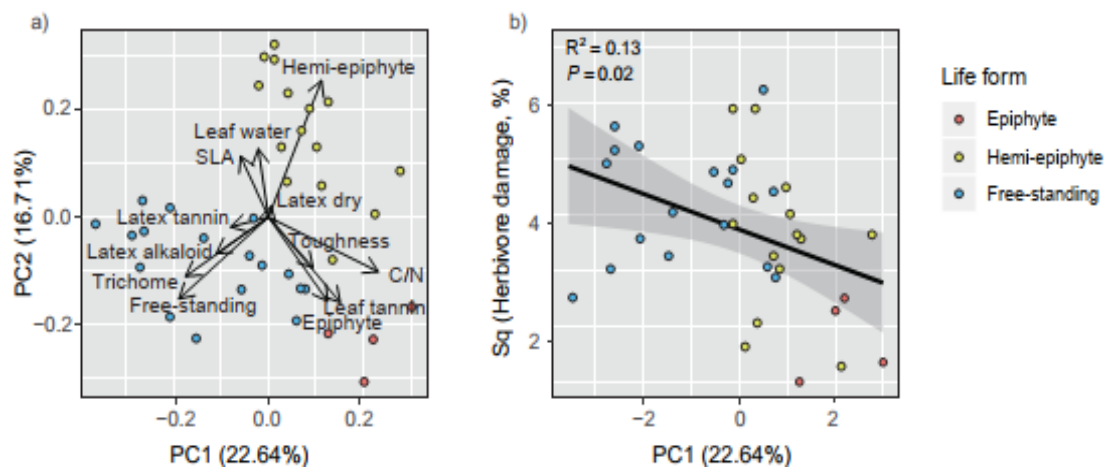 a)
0.2
0.0
−0.2
PC2 (16.71%)
Hemi-epiphyte
Leaf water
SLA
Latex dry
Latex tannin
Toughness
Latex alkaloid
C/N
Trichome
Free-standing
Leaf tannin
Epiphyte
−0.2
0.0
0.2
PC1 (22.64%)
b)
R² = 0.13
P = 0.02
6
4
2
Sq (Herbivore damage, %)
−2
0
2
PC1 (22.64%)
Life form
Epiphyte
Hemi-epiphyte
Free-standing